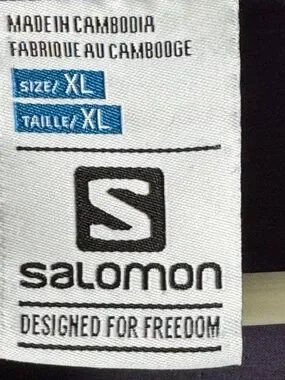 MADE IN CAMBODIA
FABRIQUE AU CAMBODGE
SIZE/ XL
TAILLE/ XL
S
salomon
DESIGNED FOR FREEDOM